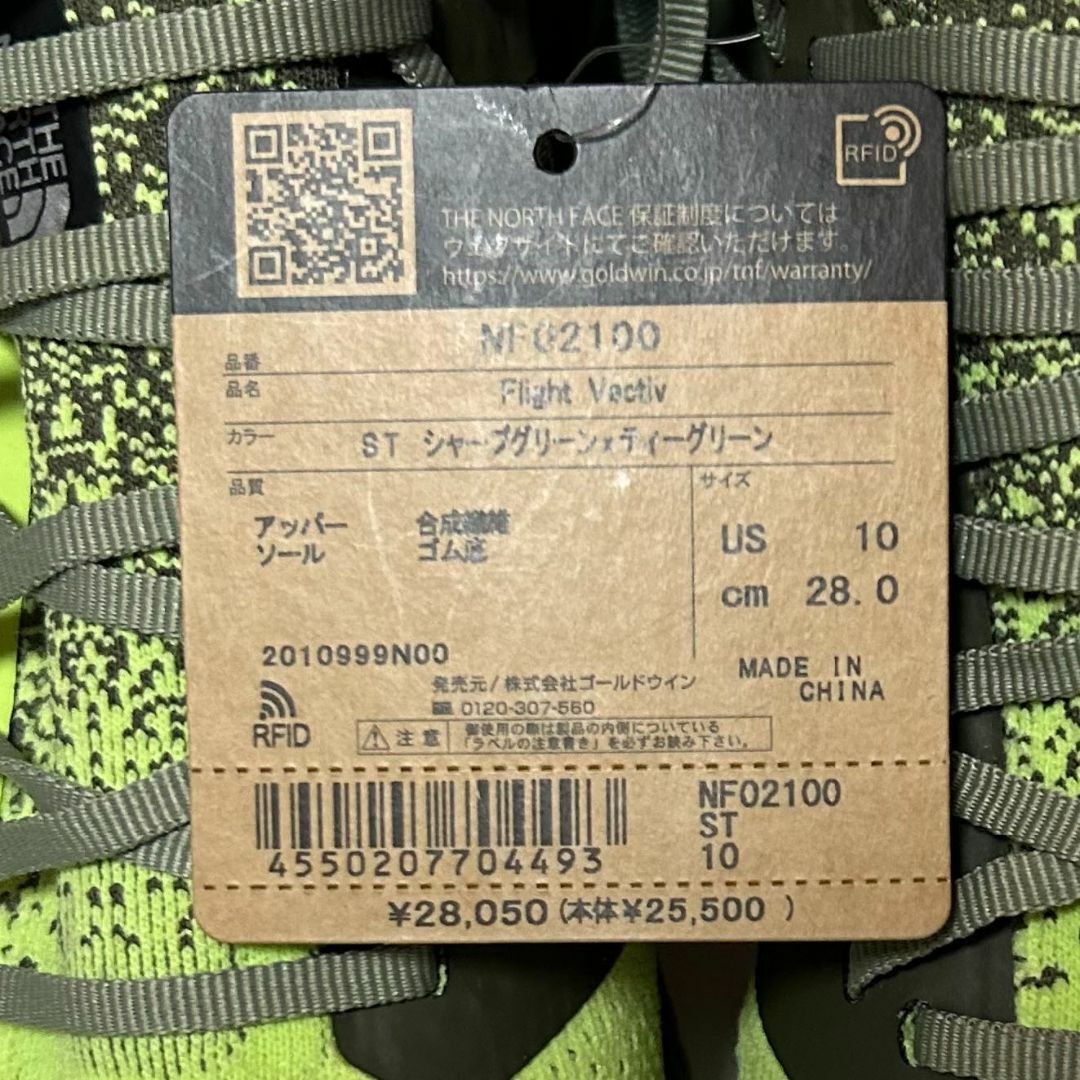 THE NORTH FACE
RFID
THE NORTH FACE 保証制度については
ウェブサイトにてご確認いただけます。
https://www.goldwin.co.jp/tnf/warranty/
品番 NF02100
品名 Flight Vectiv
カラー ST シャープグリーン×ティーグリーン
品質
サイズ
アッパー 合成繊維
ソール ゴム底
US 10
cm 28.0
2010999N00
MADE IN
CHINA
RFID
発売元/株式会社ゴールドウイン
0120-307-560
注意
御使用の際は製品の内側についている
「ラベルの注意書き」を必ずお読み下さい。
4550207704493
NF02100
ST
10
¥28,050(本体¥25,500 )